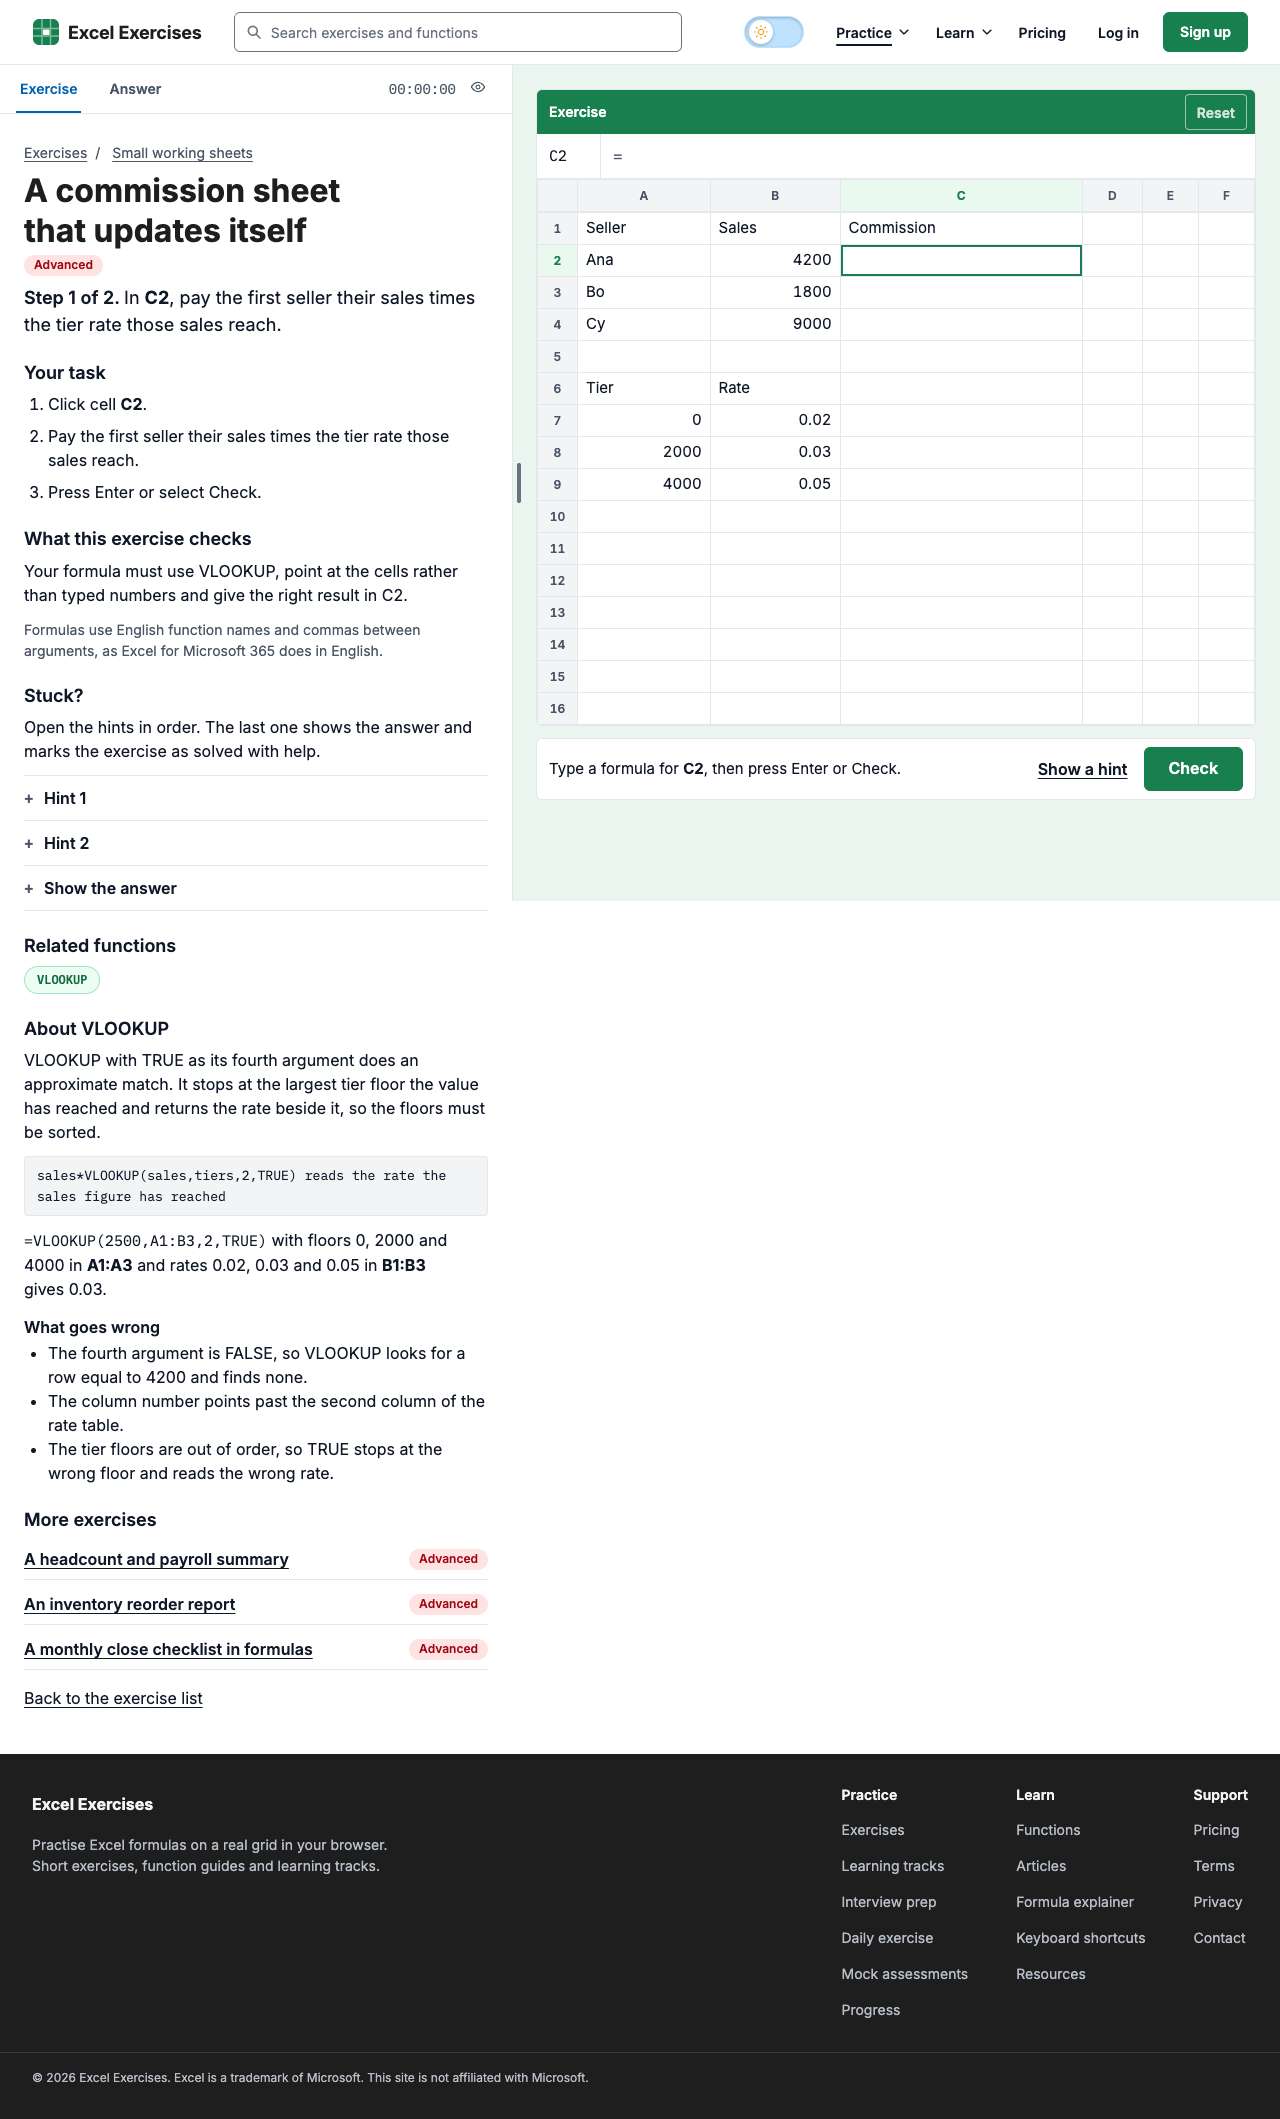 Excel Exercises
Search exercises and functions
Practice
Learn
Pricing
Log in
Sign up
Exercise
Answer
00:00:00
Exercises / Small working sheets
A commission sheet
that updates itself
Advanced
Step 1 of 2. In C2, pay the first seller their sales times
the tier rate those sales reach.
Your task
1. Click cell C2.
2. Pay the first seller their sales times the tier rate those
sales reach.
3. Press Enter or select Check.
What this exercise checks
Your formula must use VLOOKUP, point at the cells rather
than typed numbers and give the right result in C2.
Formulas use English function names and commas between
arguments, as Excel for Microsoft 365 does in English.
Stuck?
Open the hints in order. The last one shows the answer and
marks the exercise as solved with help.
+ Hint 1
+ Hint 2
+ Show the answer
Related functions
VLOOKUP
About VLOOKUP
VLOOKUP with TRUE as its fourth argument does an
approximate match. It stops at the largest tier floor the value
has reached and returns the rate beside it, so the floors must
be sorted.
sales*VLOOKUP(sales,tiers,2,TRUE) reads the rate the
sales figure has reached
=VLOOKUP(2500,A1:B3,2,TRUE) with floors 0, 2000 and
4000 in A1:A3 and rates 0.02, 0.03 and 0.05 in B1:B3
gives 0.03.
What goes wrong
• The fourth argument is FALSE, so VLOOKUP looks for a
row equal to 4200 and finds none.
• The column number points past the second column of the
rate table.
• The tier floors are out of order, so TRUE stops at the
wrong floor and reads the wrong rate.
More exercises
A headcount and payroll summary Advanced
An inventory reorder report Advanced
A monthly close checklist in formulas Advanced
Back to the exercise list
Exercise
Reset
C2 =
A B C D E F
1 Seller Sales Commission
2 Ana 4200
3 Bo 1800
4 Cy 9000
5
6 Tier Rate
7 0 0.02
8 2000 0.03
9 4000 0.05
10
11
12
13
14
15
16
Type a formula for C2, then press Enter or Check.
Show a hint
Check
Excel Exercises
Practise Excel formulas on a real grid in your browser.
Short exercises, function guides and learning tracks.
Practice
Exercises
Learning tracks
Interview prep
Daily exercise
Mock assessments
Progress
Learn
Functions
Articles
Formula explainer
Keyboard shortcuts
Resources
Support
Pricing
Terms
Privacy
Contact
© 2026 Excel Exercises. Excel is a trademark of Microsoft. This site is not affiliated with Microsoft.